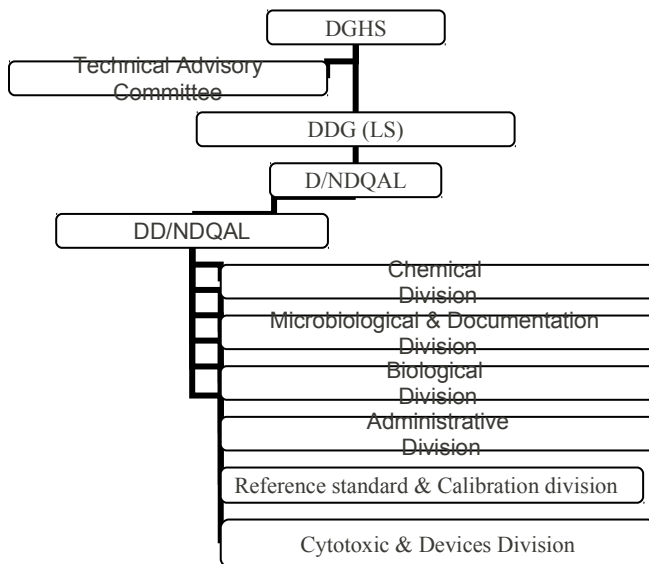 DGHS
Technical Advisory
Committee
DDG (LS)
D/NDQAL
DD/NDQAL
Chemical
Division
Microbiological & Documentation
Division
Biological
Division
Administrative
Division
Reference standard & Calibration division
Cytotoxic & Devices Division